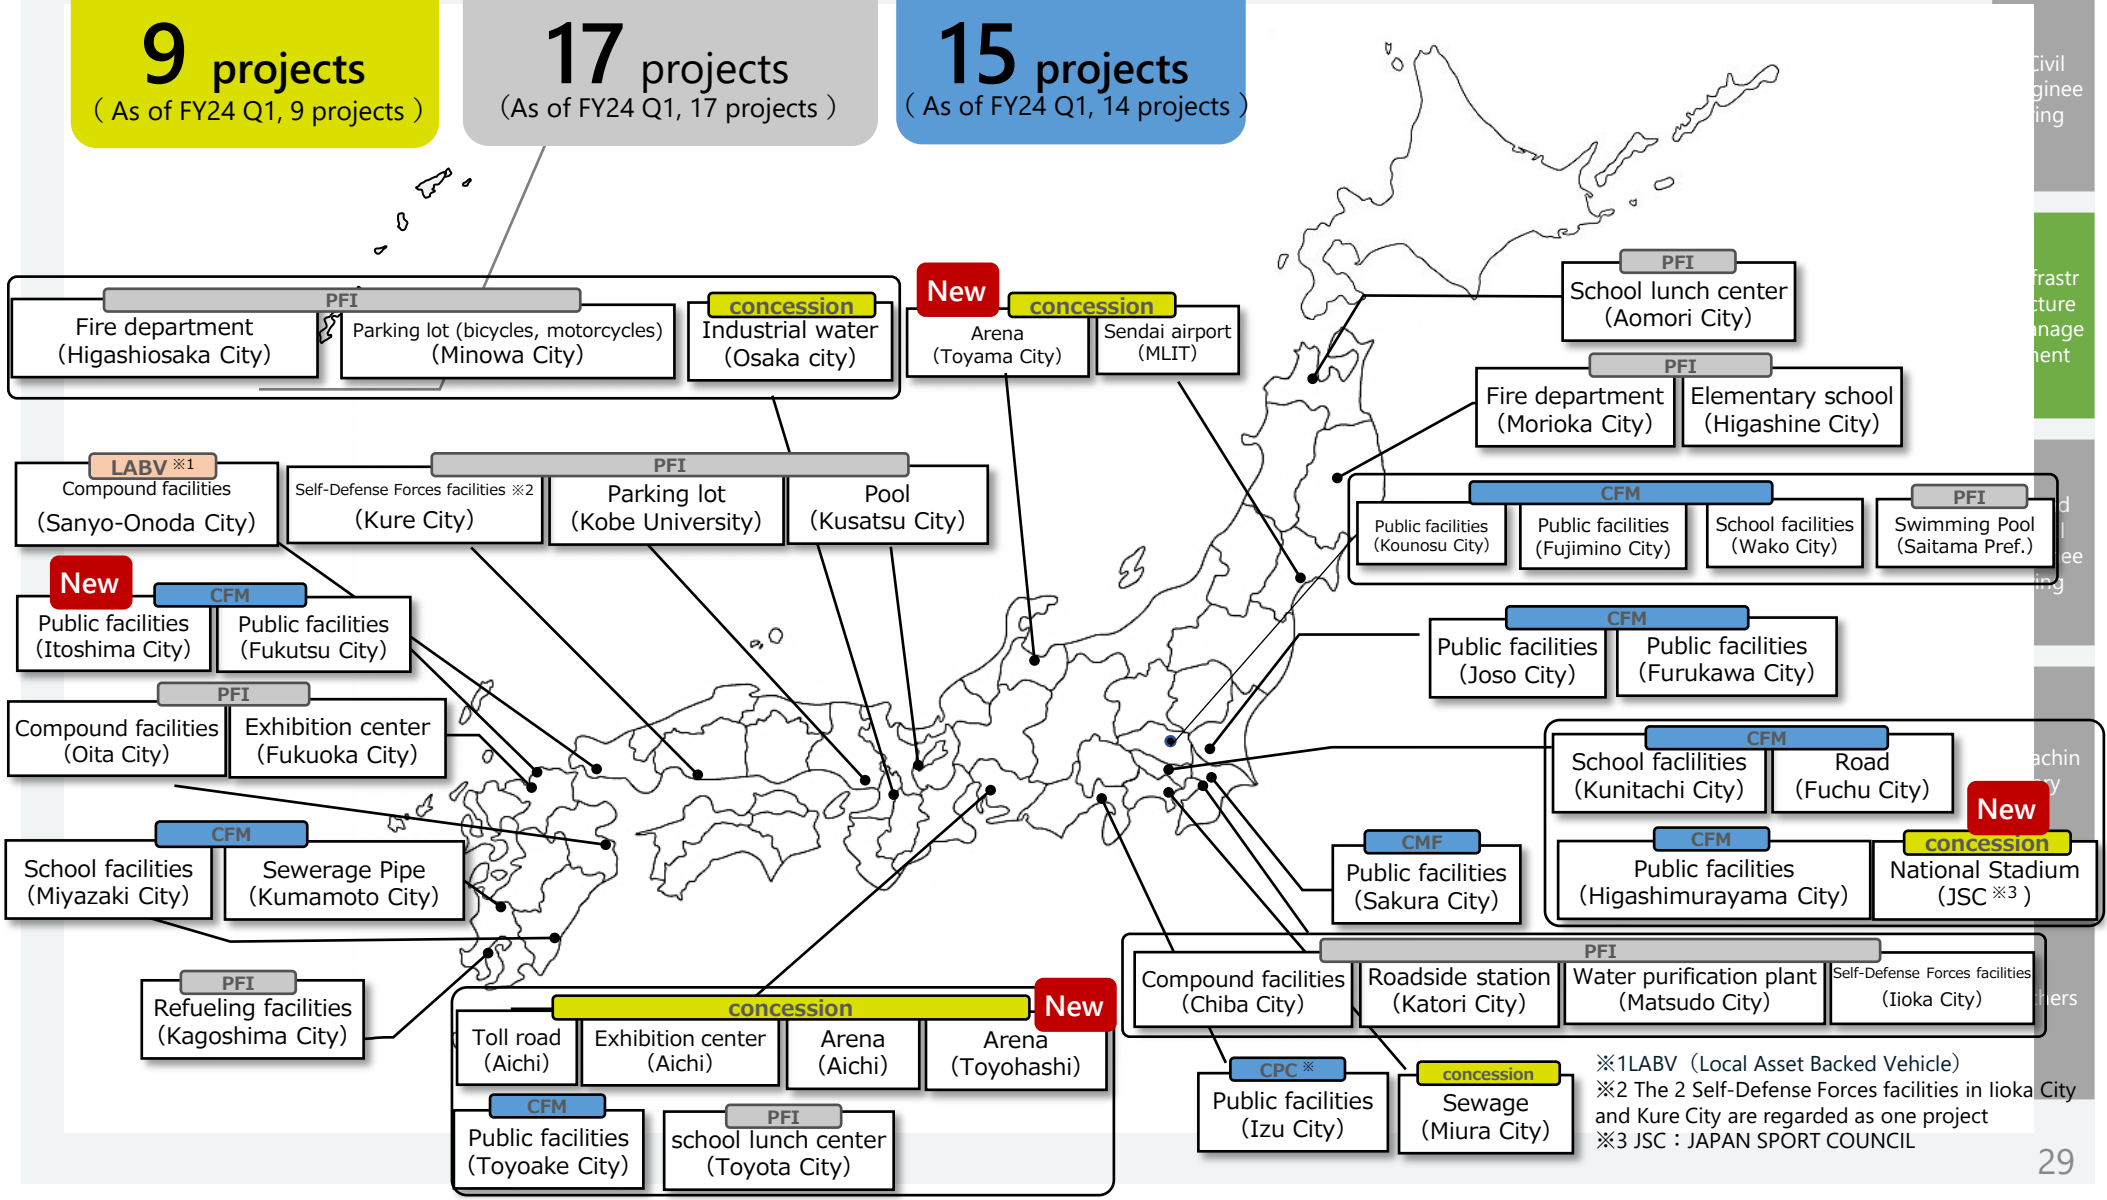 9 projects
( As of FY24 Q1, 9 projects )
17 projects
(As of FY24 Q1, 17 projects )
15 projects
( As of FY24 Q1, 14 projects )
PFI
Fire department
(Higashiosaka City)
Parking lot (bicycles, motorcycles)
(Minowa City)
concession
Industrial water
(Osaka city)
New
concession
Arena
(Toyama City)
Sendai airport
(MLIT)
PFI
School lunch center
(Aomori City)
PFI
Fire department
(Morioka City)
Elementary school
(Higashine City)
LABV ※1
Compound facilities
(Sanyo-Onoda City)
PFI
Self-Defense Forces facilities ※2
(Kure City)
Parking lot
(Kobe University)
Pool
(Kusatsu City)
CFM
Public facilities
(Kounosu City)
Public facilities
(Fujimino City)
School facilities
(Wako City)
PFI
Swimming Pool
(Saitama Pref.)
New
CFM
Public facilities
(Itoshima City)
Public facilities
(Fukutsu City)
CFM
Public facilities
(Joso City)
Public facilities
(Furukawa City)
PFI
Compound facilities
(Oita City)
Exhibition center
(Fukuoka City)
CFM
School facilities
(Kunitachi City)
Road
(Fuchu City)
New
CFM
Public facilities
(Higashimurayama City)
concession
National Stadium
(JSC ※3 )
CFM
School facilities
(Miyazaki City)
Sewerage Pipe
(Kumamoto City)
CMF
Public facilities
(Sakura City)
PFI
Compound facilities
(Chiba City)
Roadside station
(Katori City)
Water purification plant
(Matsudo City)
Self-Defense Forces facilities
(Iioka City)
PFI
Refueling facilities
(Kagoshima City)
New
concession
Toll road
(Aichi)
Exhibition center
(Aichi)
Arena
(Aichi)
Arena
(Toyohashi)
CFM
Public facilities
(Toyoake City)
PFI
school lunch center
(Toyota City)
CPC ※
Public facilities
(Izu City)
concession
Sewage
(Miura City)
※1LABV（Local Asset Backed Vehicle）
※2 The 2 Self-Defense Forces facilities in Iioka City
and Kure City are regarded as one project
※3 JSC：JAPAN SPORT COUNCIL
29